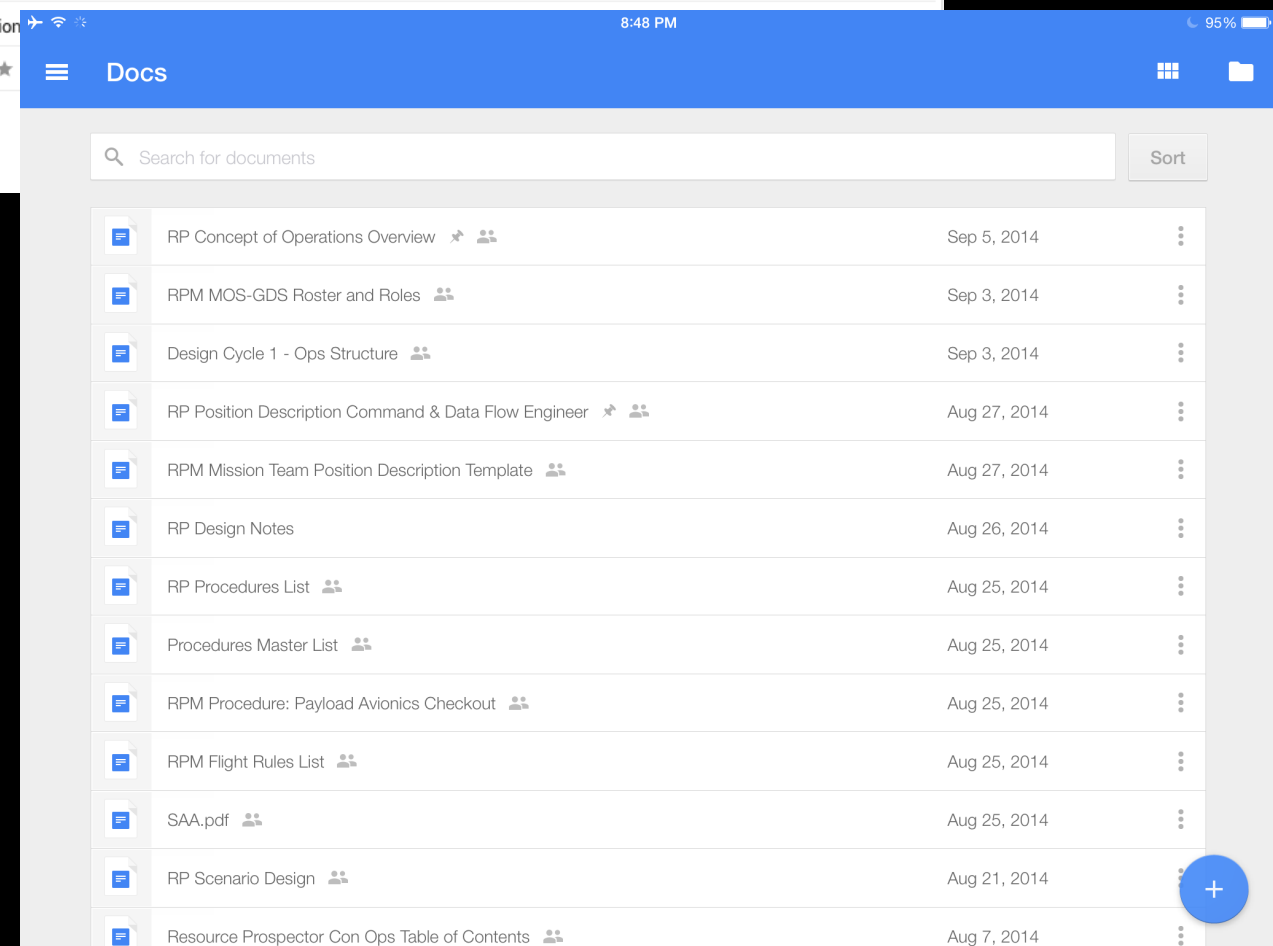 ion
8:48 PM 95%
Docs
Search for documents Sort
RP Concept of Operations Overview Sep 5, 2014
RPM MOS-GDS Roster and Roles Sep 3, 2014
Design Cycle 1 - Ops Structure Sep 3, 2014
RP Position Description Command & Data Flow Engineer Aug 27, 2014
RPM Mission Team Position Description Template Aug 27, 2014
RP Design Notes Aug 26, 2014
RP Procedures List Aug 25, 2014
Procedures Master List Aug 25, 2014
RPM Procedure: Payload Avionics Checkout Aug 25, 2014
RPM Flight Rules List Aug 25, 2014
SAA.pdf Aug 25, 2014
RP Scenario Design Aug 21, 2014
Resource Prospector Con Ops Table of Contents Aug 7, 2014